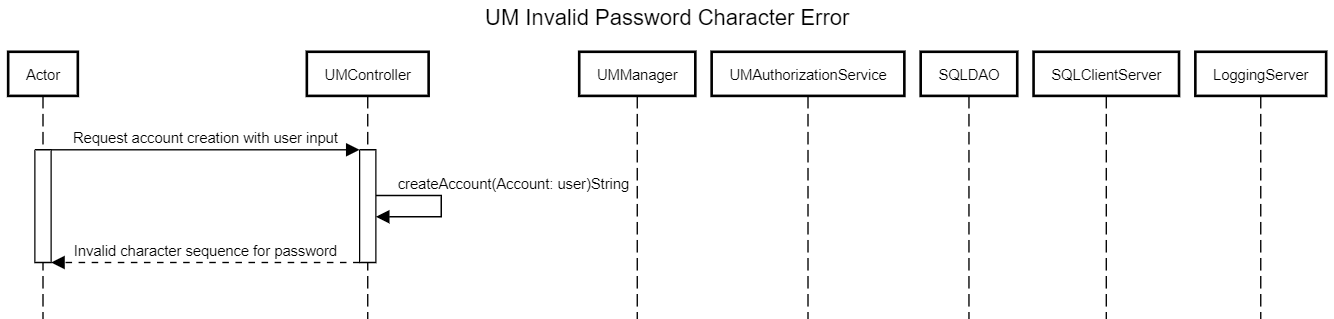 UM Invalid Password Character Error
Actor
UMController
UMManager
UMAuthorizationService
SQLDAO
SQLClientServer
LoggingServer
Request account creation with user input
createAccount(Account: user)String
Invalid character sequence for password